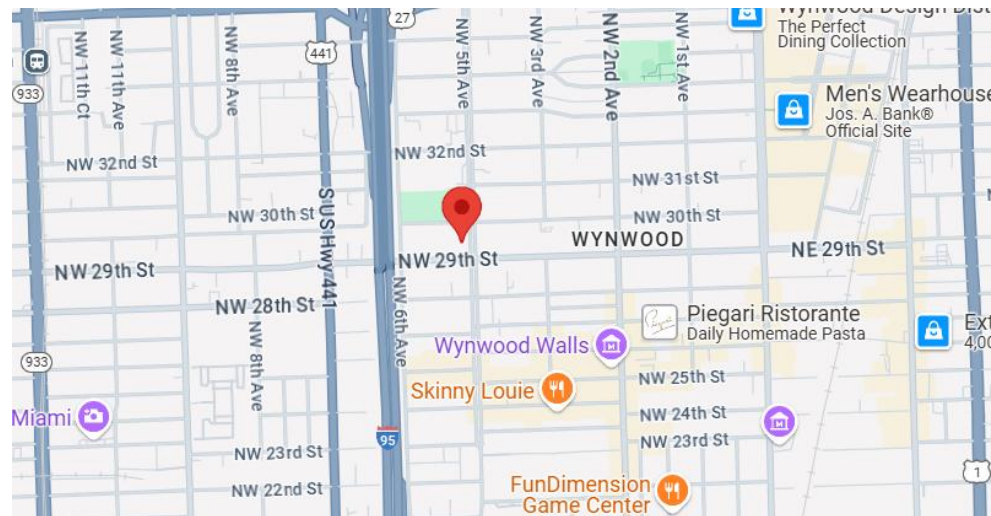 27
Wynwood Design Dist
The Perfect
Dining Collection
NW 11th Ct
NW 11th Ave
NW 8th Ave
441
NW 5th Ave
NW 3rd Ave
NW 2nd Ave
NW 1st Ave
933
Men's Wearhouse
Jos. A. Bank®
Official Site
NW 32nd St
NW 32nd St
NW 31st St
S US Hwy 441
NW 30th St
NW 30th St
WYNWOOD
NW 29th St
NW 29th St
NE 29th St
NW 28th St
NW 6th Ave
Piegari Ristorante
Daily Homemade Pasta
Ext
4,00
933
NW 8th Ave
Wynwood Walls
Skinny Louie
NW 25th St
Miami
NW 24th St
95
NW 23rd St
NW 23rd St
1
NW 22nd St
FunDimension
Game Center